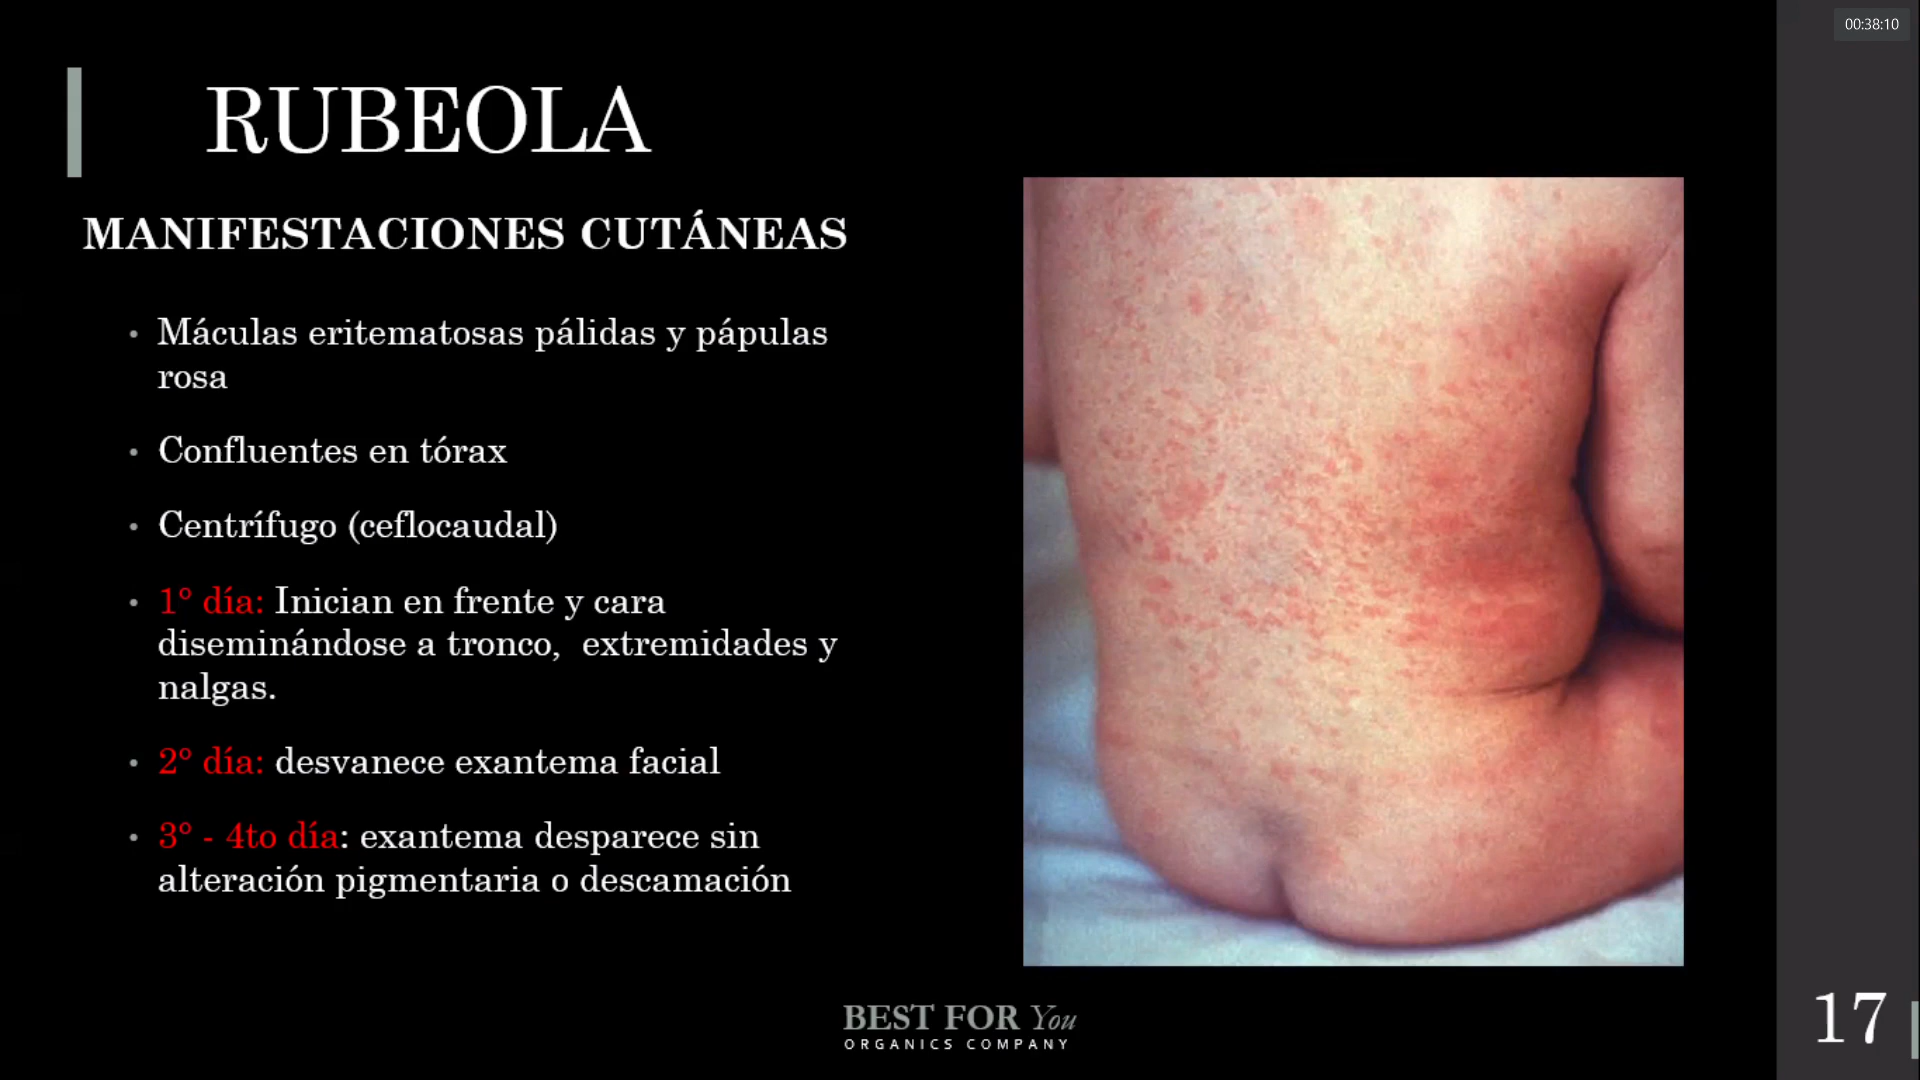 00:38:10
RUBEOLA
MANIFESTACIONES CUTÁNEAS
• Máculas eritematosas pálidas y pápulas
rosa
• Confluentes en tórax
• Centrífugo (ceflocaudal)
• 1° día: Inician en frente y cara
diseminándose a tronco,  extremidades y
nalgas.
• 2° día: desvanece exantema facial
• 3° - 4to día: exantema desparece sin
alteración pigmentaria o descamación
BEST FOR You
ORGANICS COMPANY
17